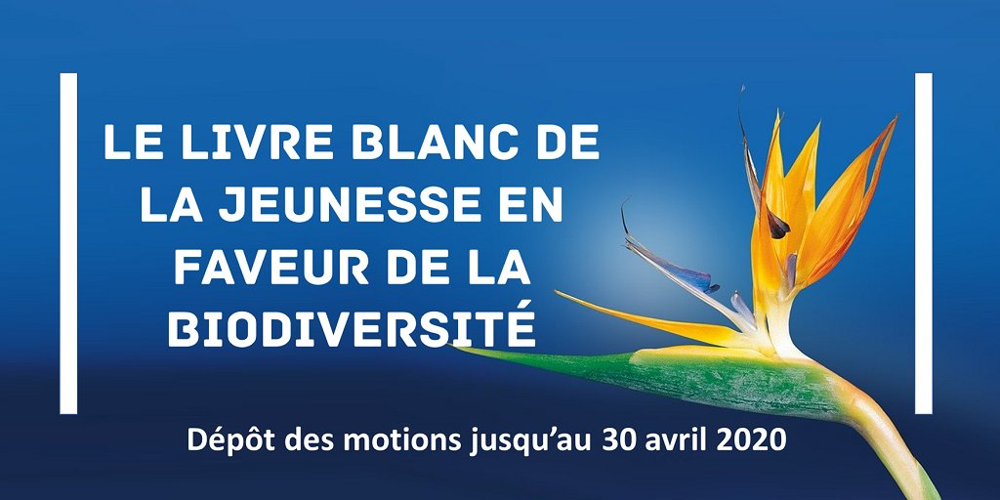 LE LIVRE BLANC DE
LA JEUNESSE EN
FAVEUR DE LA
BIODIVERSITÉ
Dépôt des motions jusqu'au 30 avril 2020